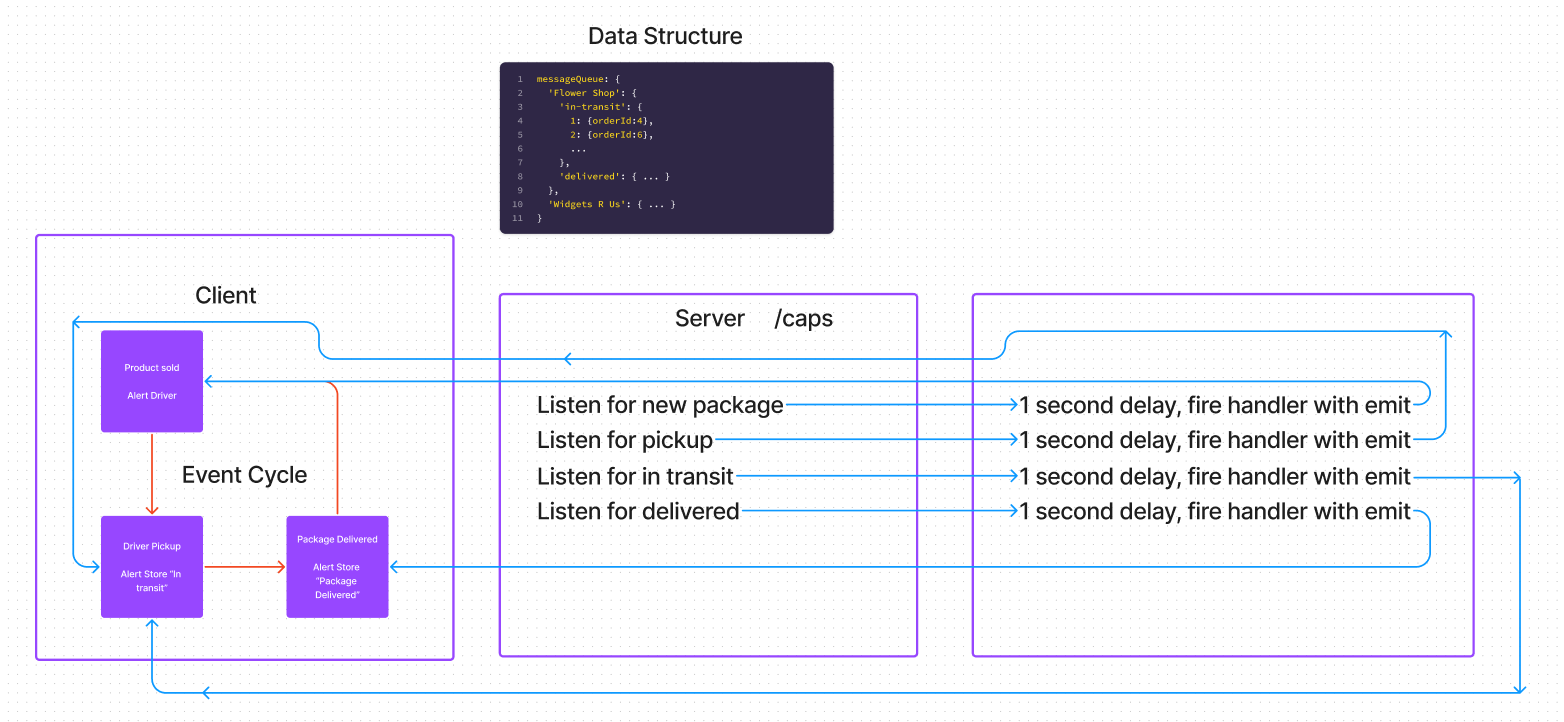 Data Structure
1 messageQueue: {
2 'Flower Shop': {
3 'in-transit': {
4 1: {orderId:4},
5 2: {orderId:6},
6 ...
7 },
8 'delivered': { ... }
9 },
10 'Widgets R Us': { ... }
11 }
Client
Product sold
Alert Driver
Event Cycle
Driver Pickup
Alert Store "In
transit"
Package Delivered
Alert Store
"Package
Delivered"
Server /caps
Listen for new package
Listen for pickup
Listen for in transit
Listen for delivered
1 second delay, fire handler with emit
1 second delay, fire handler with emit
1 second delay, fire handler with emit
1 second delay, fire handler with emit